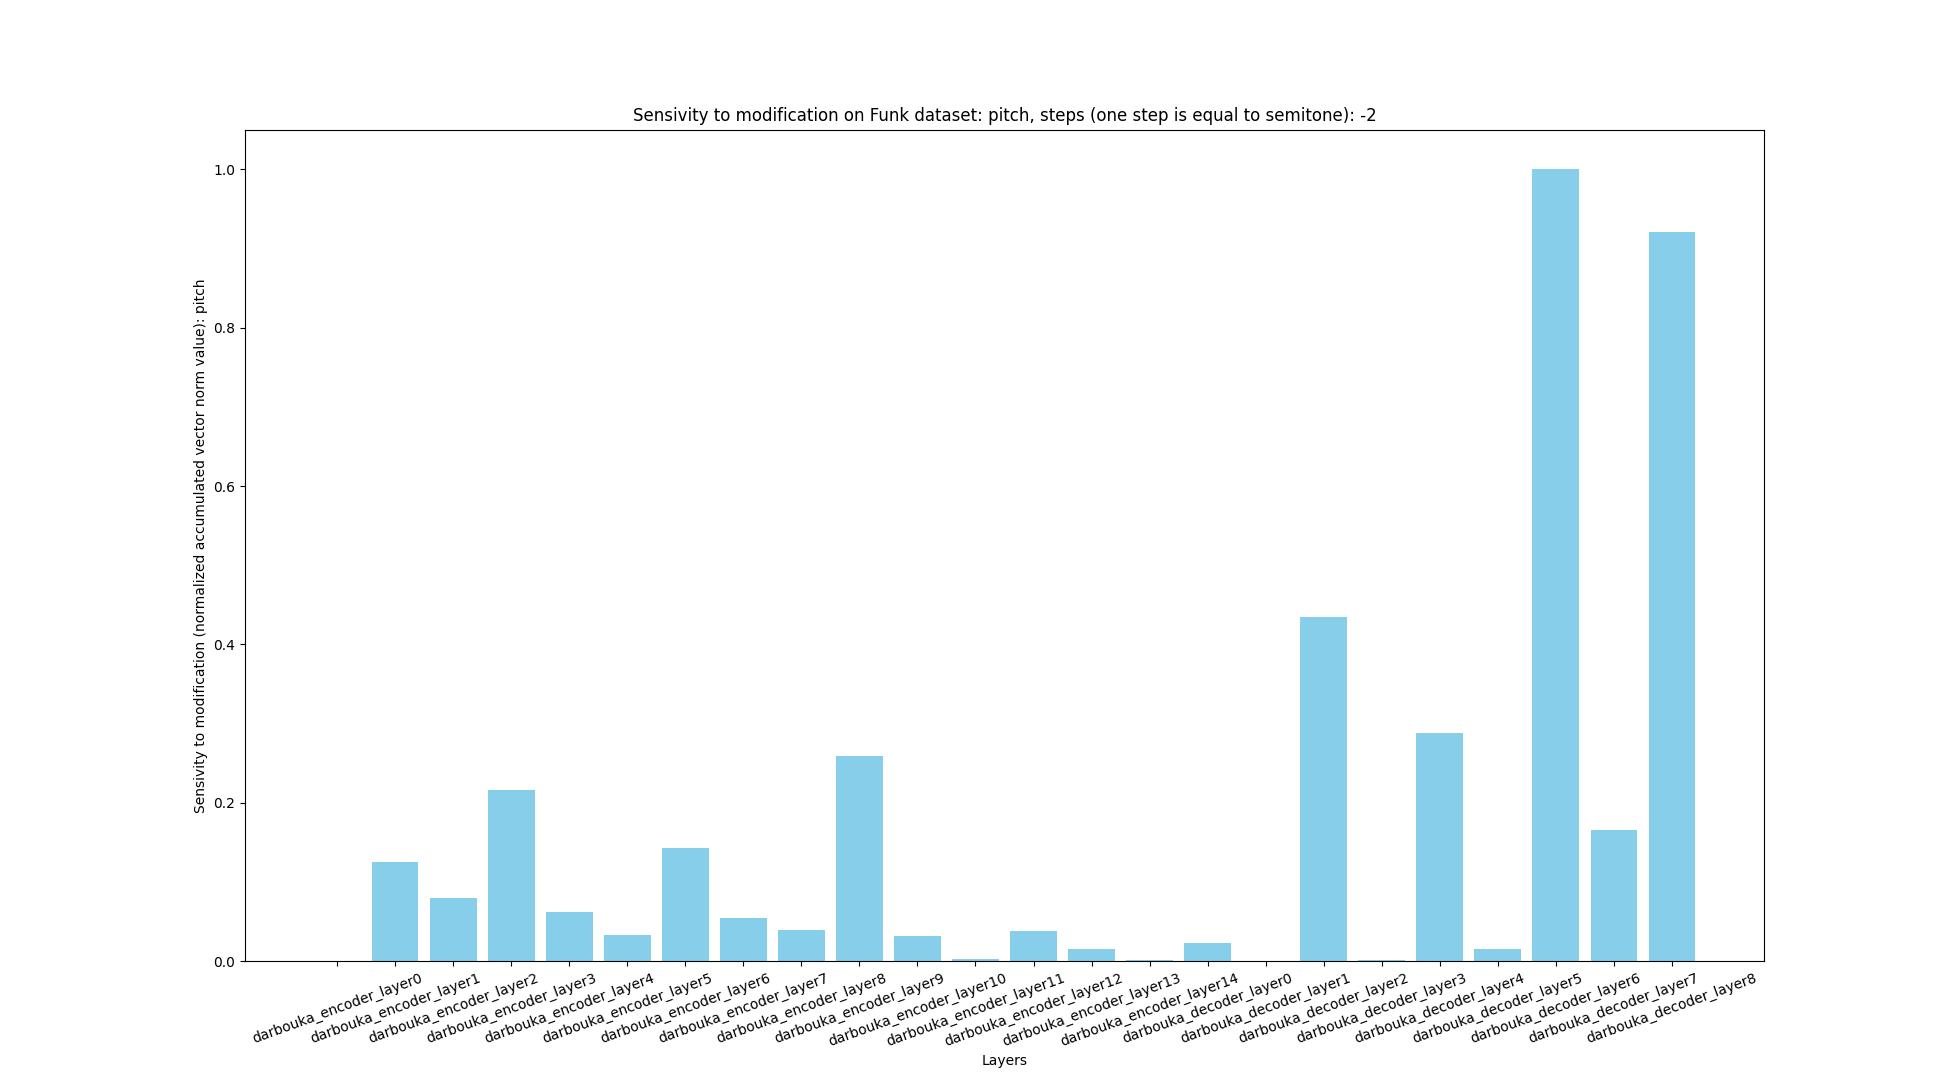 Sensivity to modification on Funk dataset: pitch, steps (one step is equal to semitone): -2
Sensivity to modification (normalized accumulated vector norm value): pitch
1.0
0.8
0.6
0.4
0.2
0.0
darbouka_encoder_layer0
darbouka_encoder_layer1
darbouka_encoder_layer2
darbouka_encoder_layer3
darbouka_encoder_layer4
darbouka_encoder_layer5
darbouka_encoder_layer6
darbouka_encoder_layer7
darbouka_encoder_layer8
darbouka_encoder_layer9
darbouka_encoder_layer10
darbouka_encoder_layer11
darbouka_encoder_layer12
darbouka_encoder_layer13
darbouka_encoder_layer14
darbouka_decoder_layer0
darbouka_decoder_layer1
darbouka_decoder_layer2
darbouka_decoder_layer3
darbouka_decoder_layer4
darbouka_decoder_layer5
darbouka_decoder_layer6
darbouka_decoder_layer7
darbouka_decoder_layer8
Layers